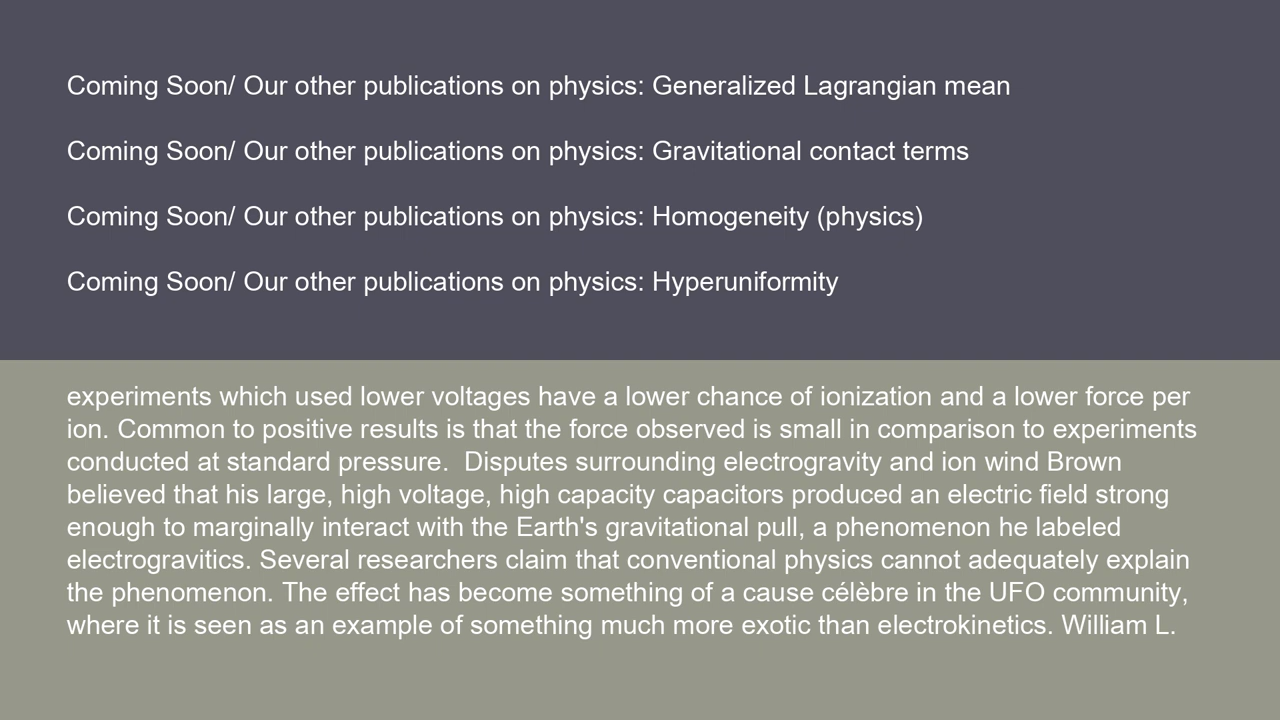 Coming Soon/ Our other publications on physics: Generalized Lagrangian mean
Coming Soon/ Our other publications on physics: Gravitational contact terms
Coming Soon/ Our other publications on physics: Homogeneity (physics)
Coming Soon/ Our other publications on physics: Hyperuniformity
experiments which used lower voltages have a lower chance of ionization and a lower force per
ion. Common to positive results is that the force observed is small in comparison to experiments
conducted at standard pressure.  Disputes surrounding electrogravity and ion wind Brown
believed that his large, high voltage, high capacity capacitors produced an electric field strong
enough to marginally interact with the Earth's gravitational pull, a phenomenon he labeled
electrogravitics. Several researchers claim that conventional physics cannot adequately explain
the phenomenon. The effect has become something of a cause célèbre in the UFO community,
where it is seen as an example of something much more exotic than electrokinetics. William L.